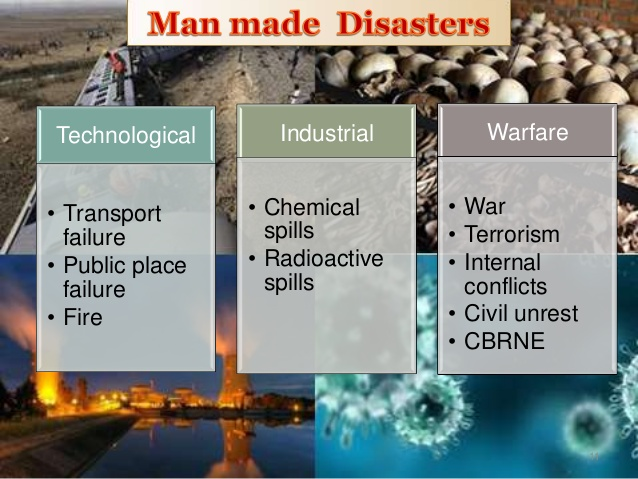 Man made Disasters
Technological
• Transport
failure
• Public place
failure
• Fire
Industrial
• Chemical
spills
• Radioactive
spills
Warfare
• War
• Terrorism
• Internal
conflicts
• Civil unrest
• CBRNE